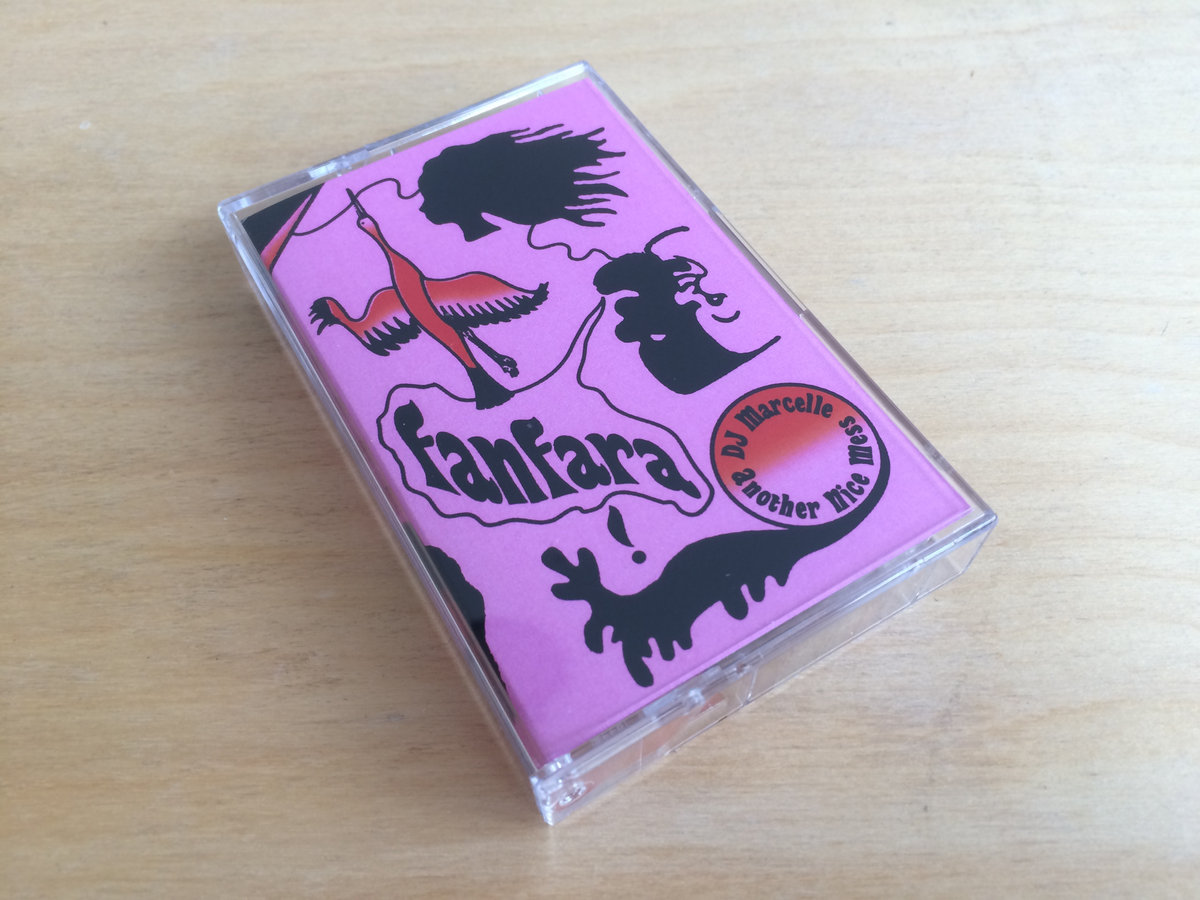 fanfara
!
DJ Marcelle
another Nice Mess